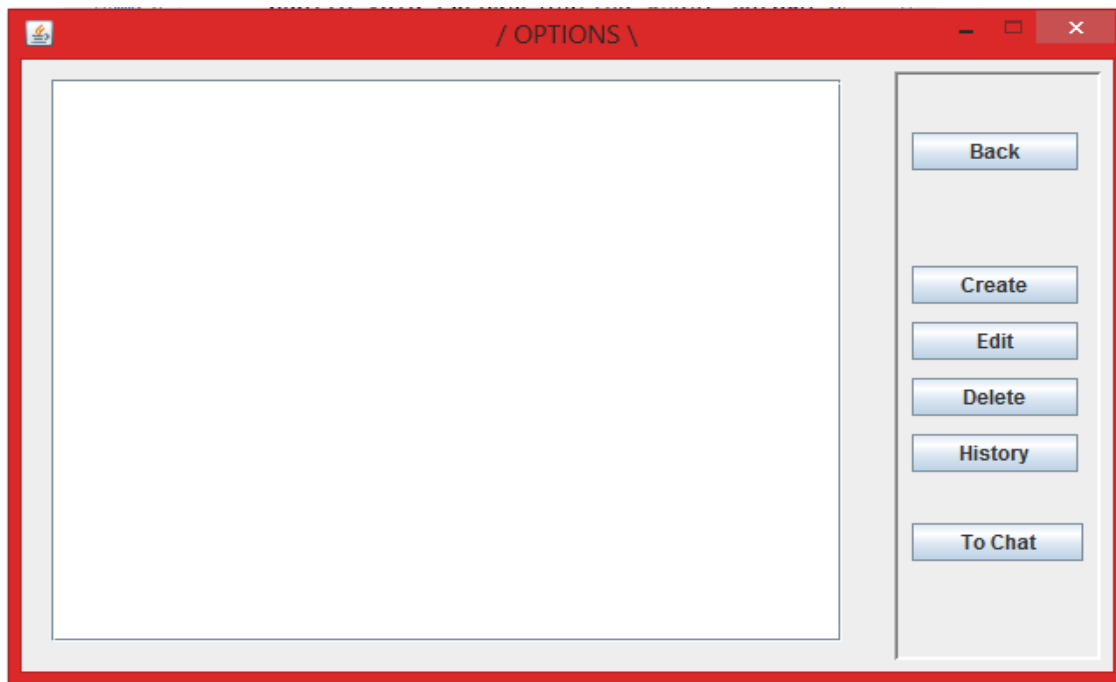 / OPTIONS \
Back
Create
Edit
Delete
History
To Chat